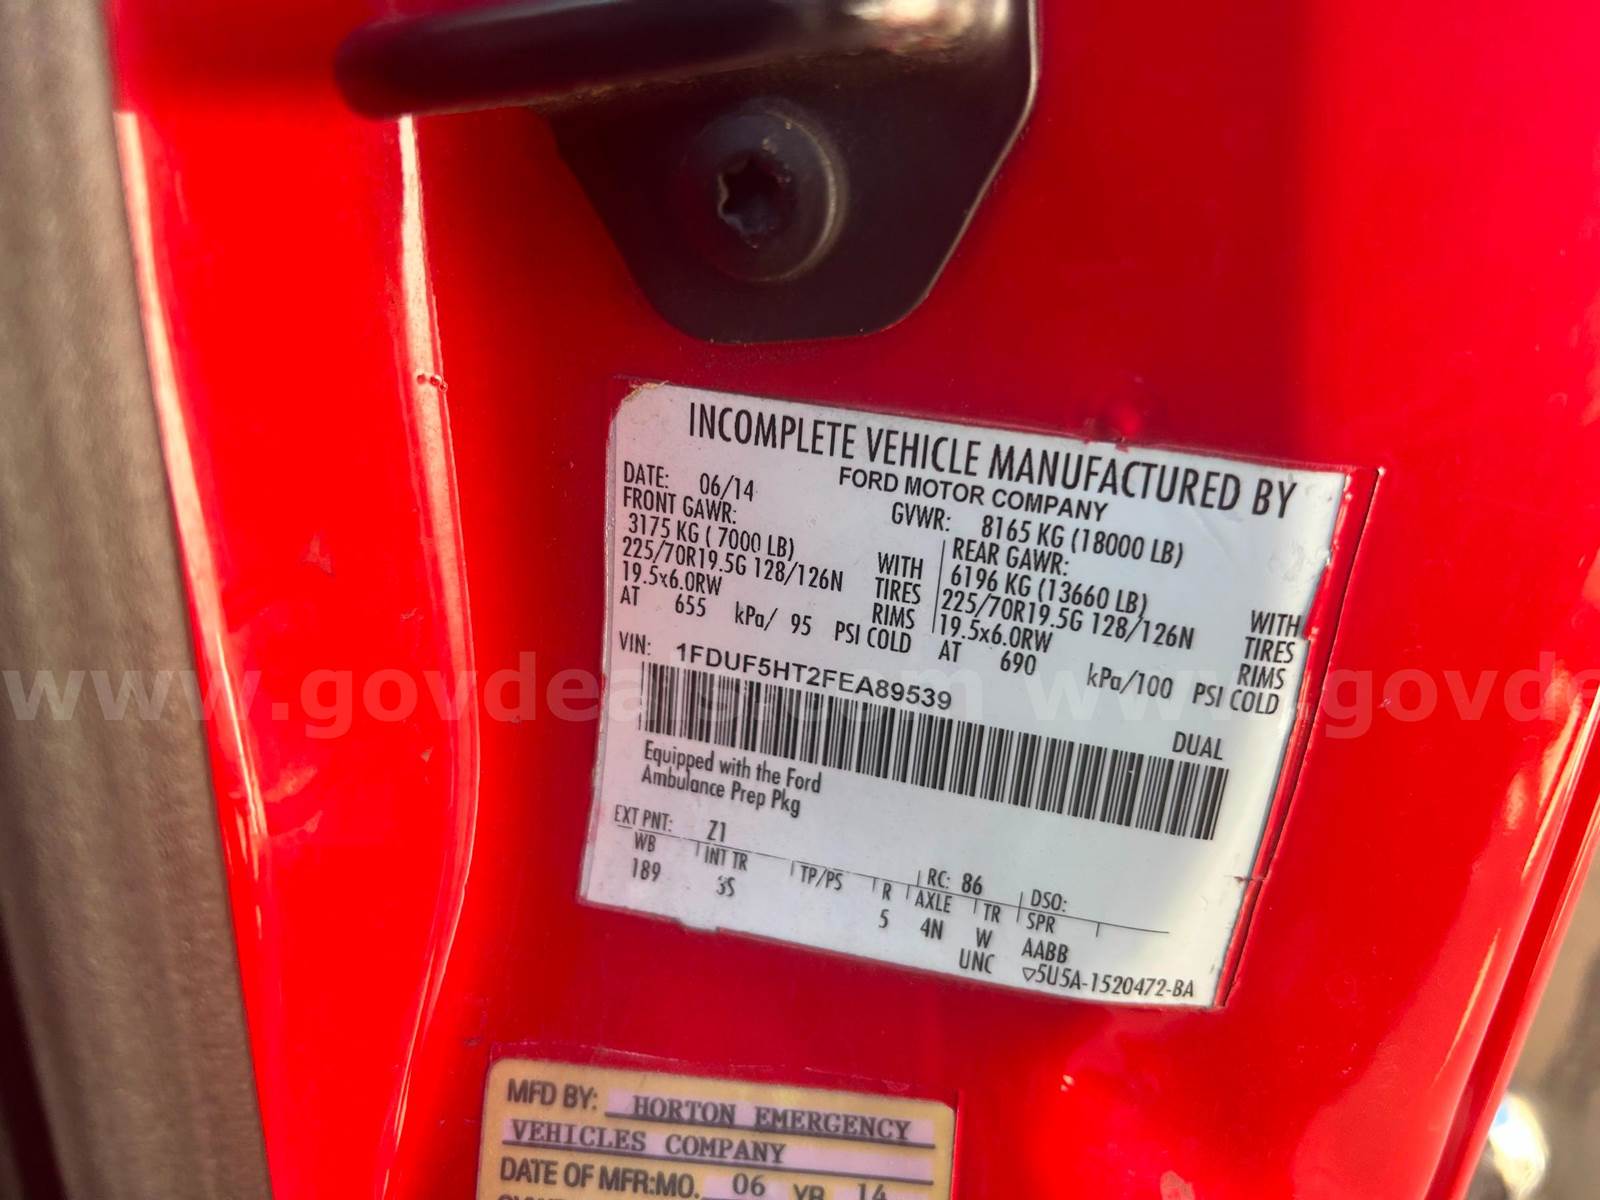 INCOMPLETE VEHICLE MANUFACTURED BY
FORD MOTOR COMPANY
DATE: 06/14 GVWR: 8165 KG (18000 LB)
FRONT GAWR: REAR GAWR:
3175 KG ( 7000 LB) WITH 6196 KG (13660 LB) WITH
225/70R19.5G 128/126N TIRES 225/70R19.5G 128/126N TIRES
19.5x6.0RW RIMS 19.5x6.0RW RIMS
AT 655 kPa/ 95 PSI COLD AT 690 kPa/100 PSI COLD
VIN: 1FDUF5HT2FEA89539
DUAL
Equipped with the Ford
Ambulance Prep Pkg
EXT PNT: Z1 RC: 86 DSO:
WB INT TR TP/PS R AXLE TR SPR
189 5 4N W AABB
UNC ▽5U5A-1520472-BA
MFD BY: HORTON EMERGENCY
VEHICLES COMPANY
DATE OF MFR:MO. 06 YR 14
www.govdeals.com www.govde